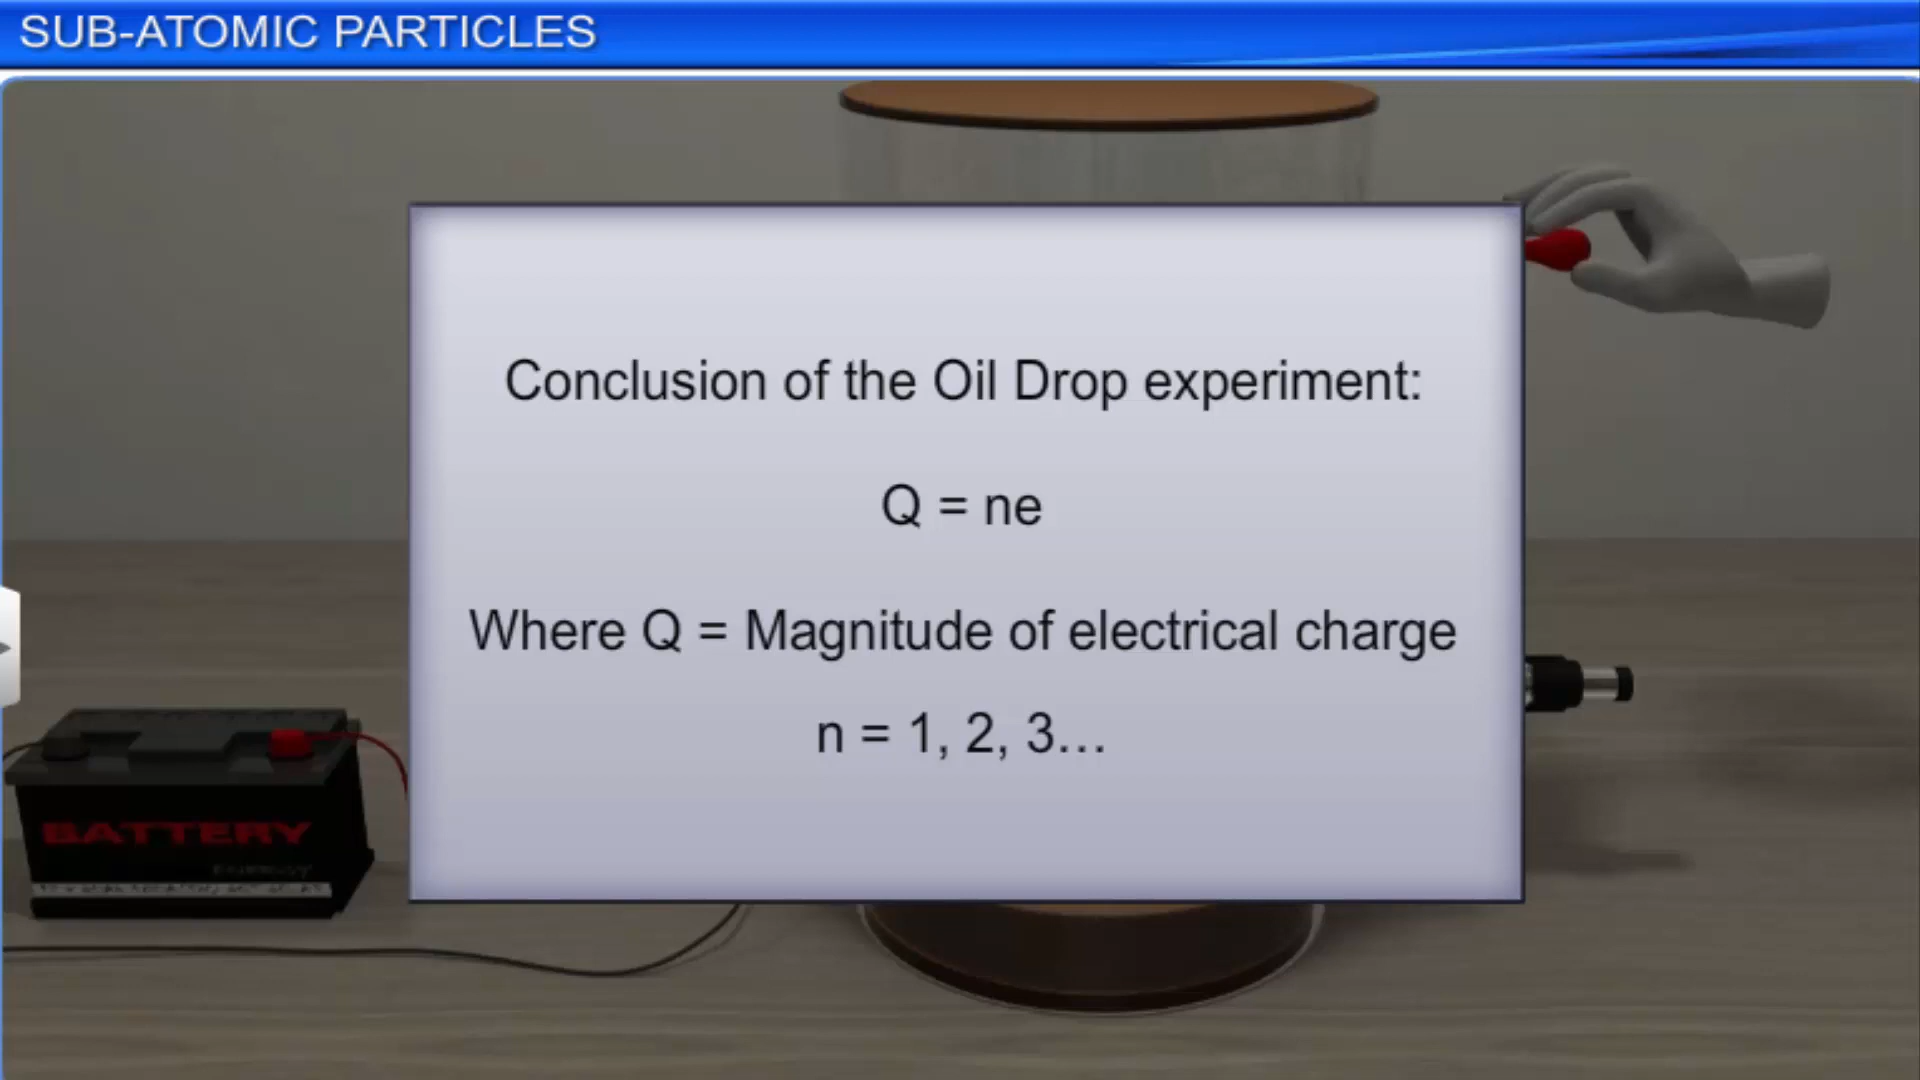 SUB-ATOMIC PARTICLES
Conclusion of the Oil Drop experiment:
Q = ne
Where Q = Magnitude of electrical charge
n = 1, 2, 3...
BATTERY